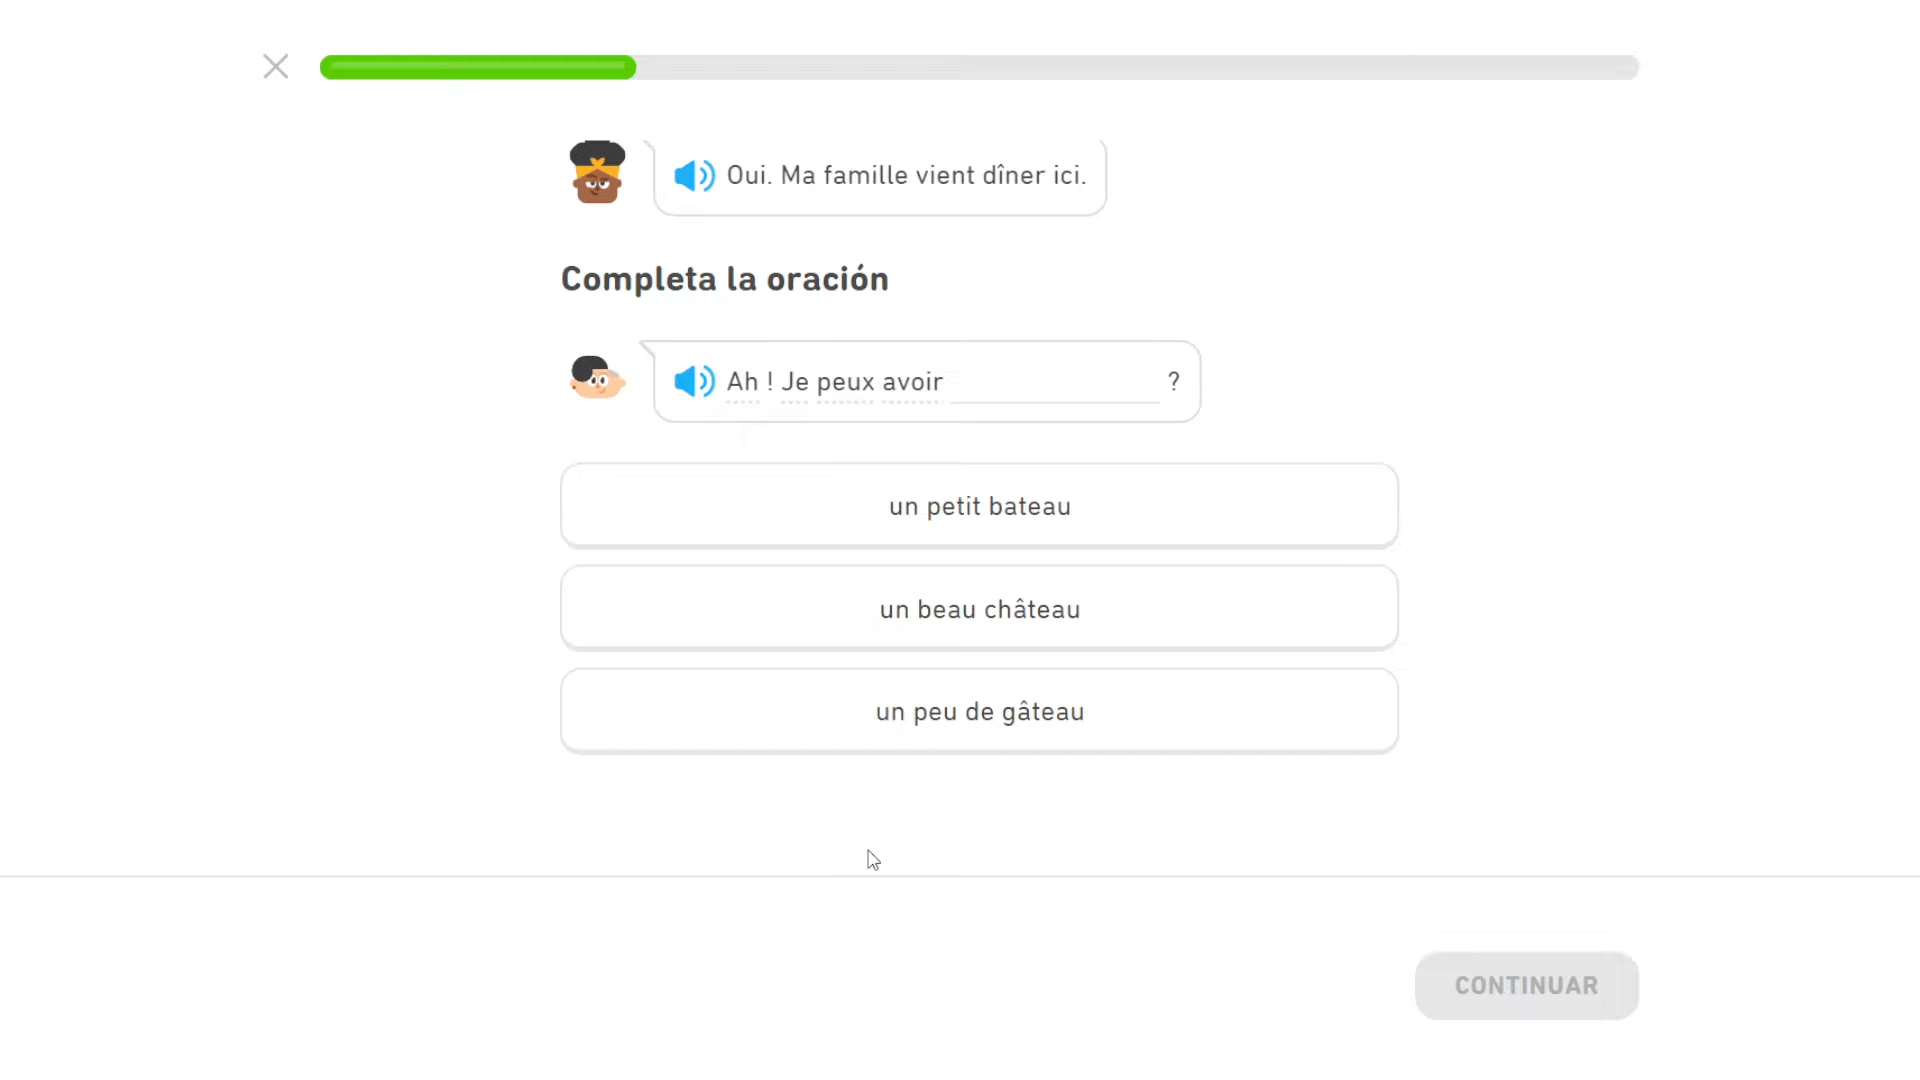 Oui. Ma famille vient dîner ici.
Completa la oración
Ah ! Je peux avoir ?
un petit bateau
un beau château
un peu de gâteau
CONTINUAR